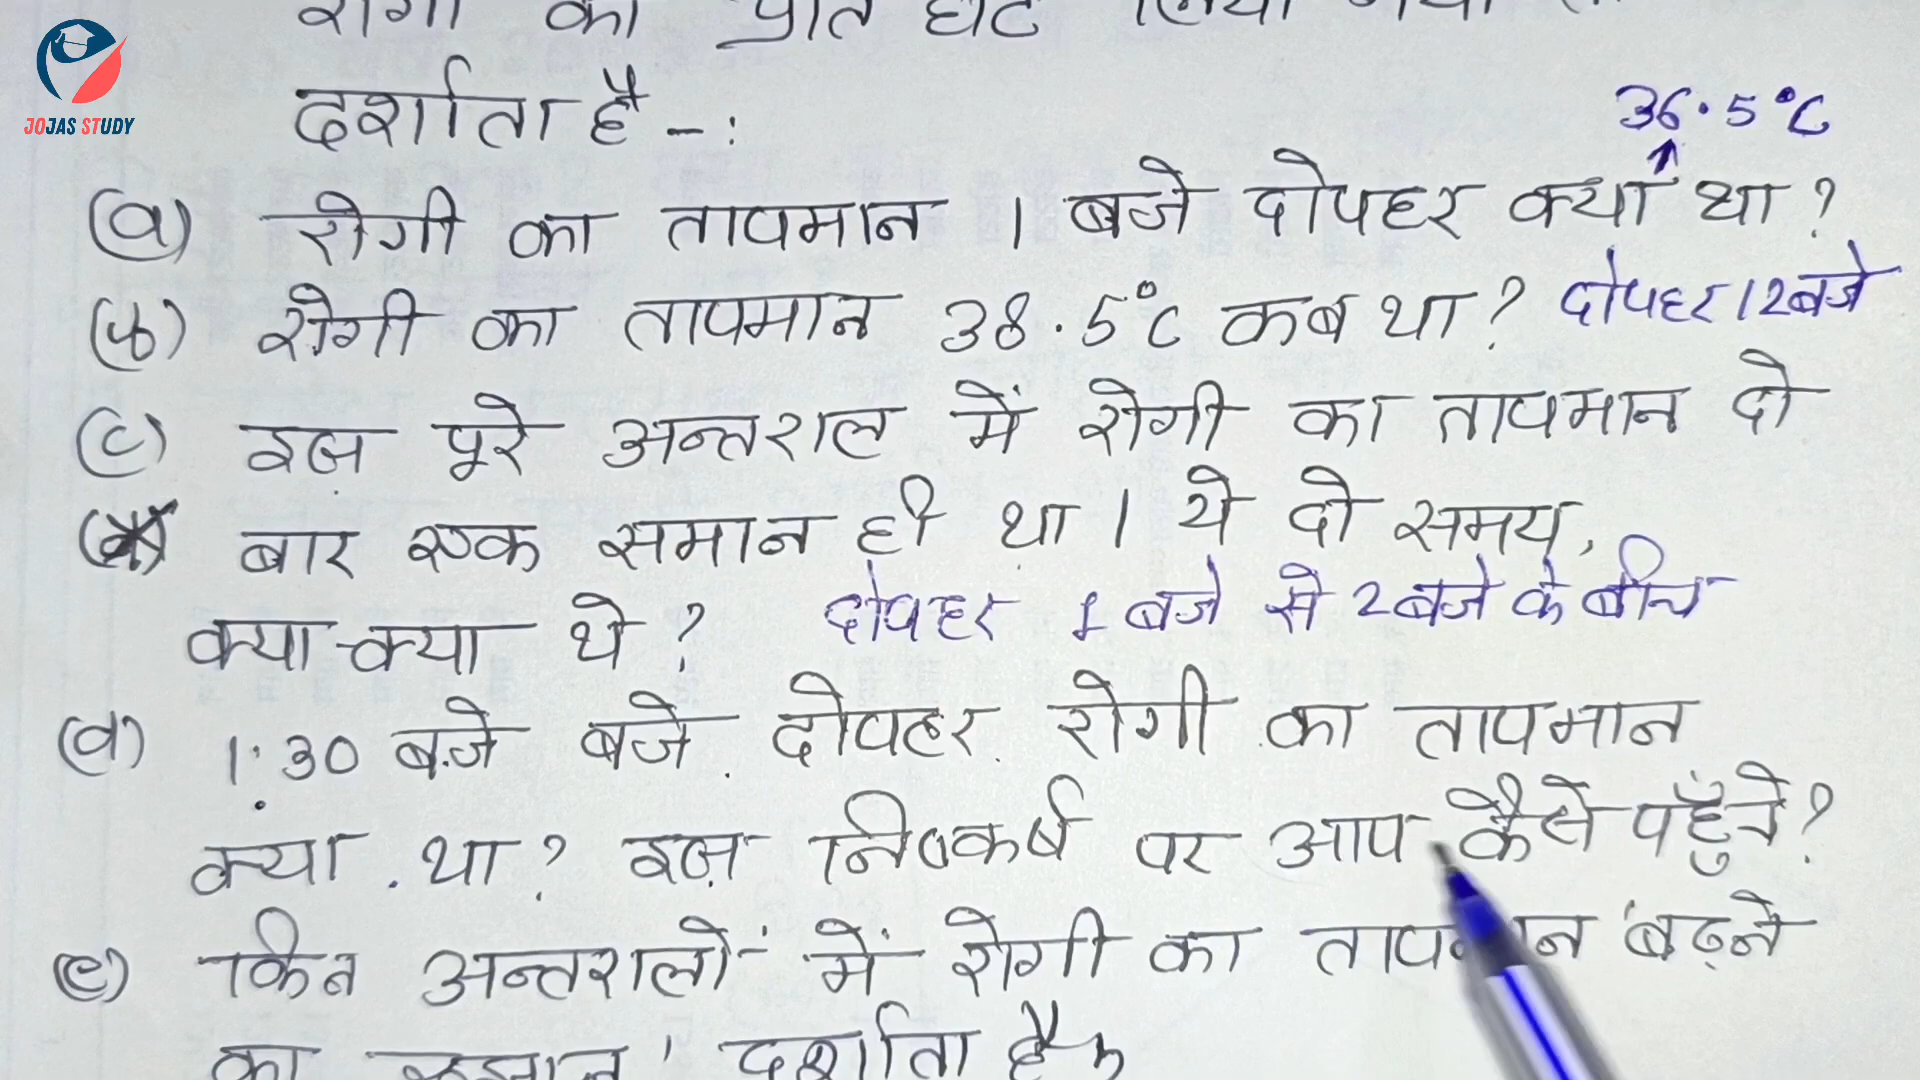 रोगी का प्रति घंटे लिया गया
दर्शाता है -:
36.5°C
(a) रोगी का तापमान 1 बजे दोपहर क्या था?
(b) रोगी का तापमान 38.5°C कब था? दोपहर 12 बजे
(c) इस पूरे अन्तराल में रोगी का तापमान दो
बार एक समान ही था। ये दो समय,
क्या-क्या थे? दोपहर 1 बजे से 2 बजे के बीच
(d) 1:30 बजे बजे दोपहर रोगी का तापमान
क्या था? इस निष्कर्ष पर आप कैसे पहुँचे?
(e) किन अन्तरालों में रोगी का तापमान बढ़ने
का रूझान ' दर्शाता है
JOJAS STUDY